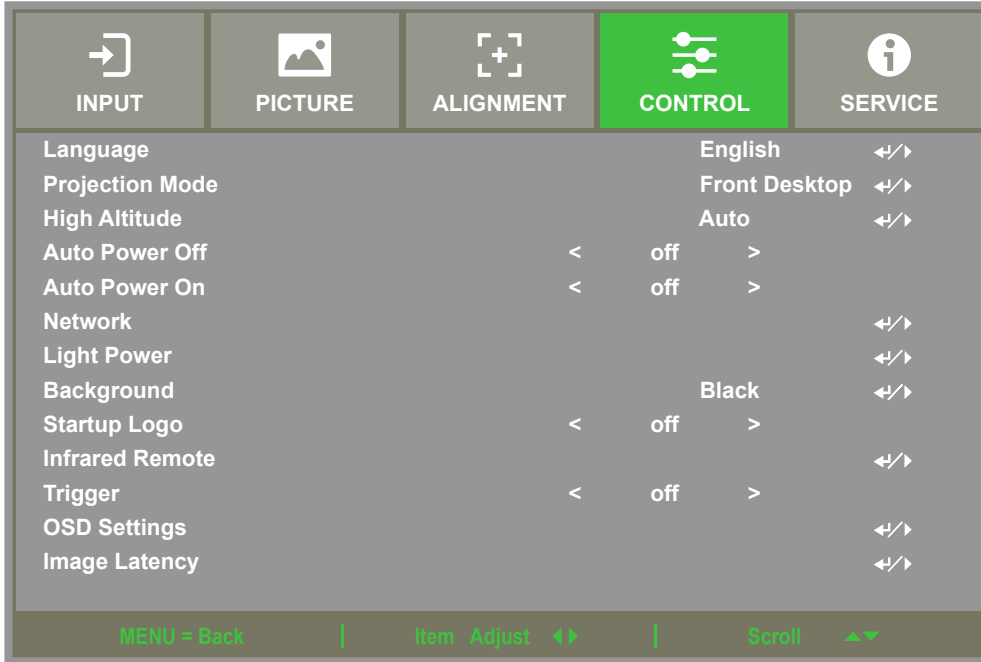 INPUT PICTURE ALIGNMENT CONTROL SERVICE
Language English
Projection Mode Front Desktop
High Altitude Auto
Auto Power Off < off >
Auto Power On < off >
Network
Light Power
Background Black
Startup Logo < off >
Infrared Remote
Trigger < off >
OSD Settings
Image Latency
MENU = Back | Item Adjust | Scroll